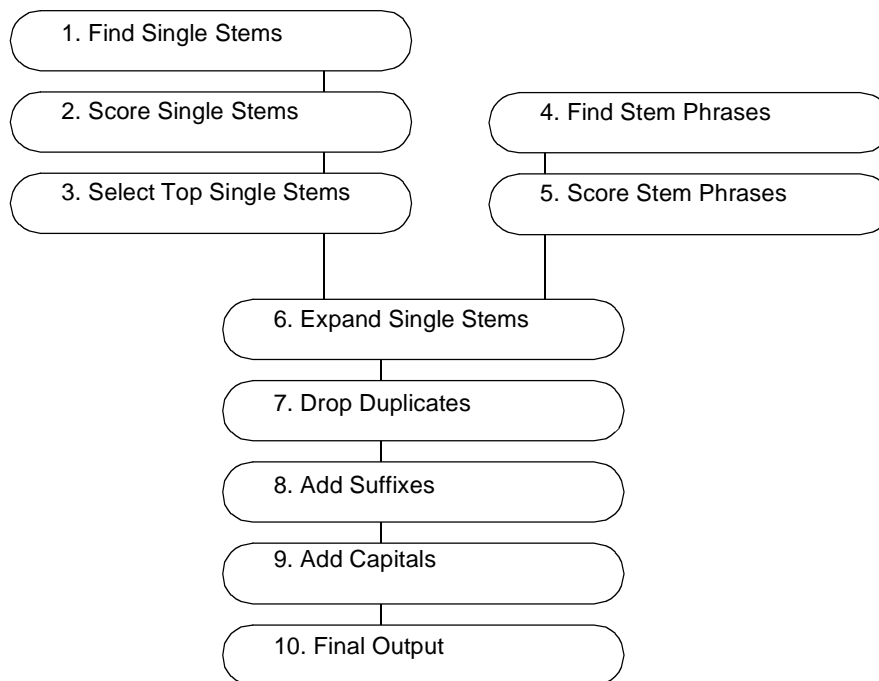 1. Find Single Stems
2. Score Single Stems
3. Select Top Single Stems
4. Find Stem Phrases
5. Score Stem Phrases
6. Expand Single Stems
7. Drop Duplicates
8. Add Suffixes
9. Add Capitals
10. Final Output